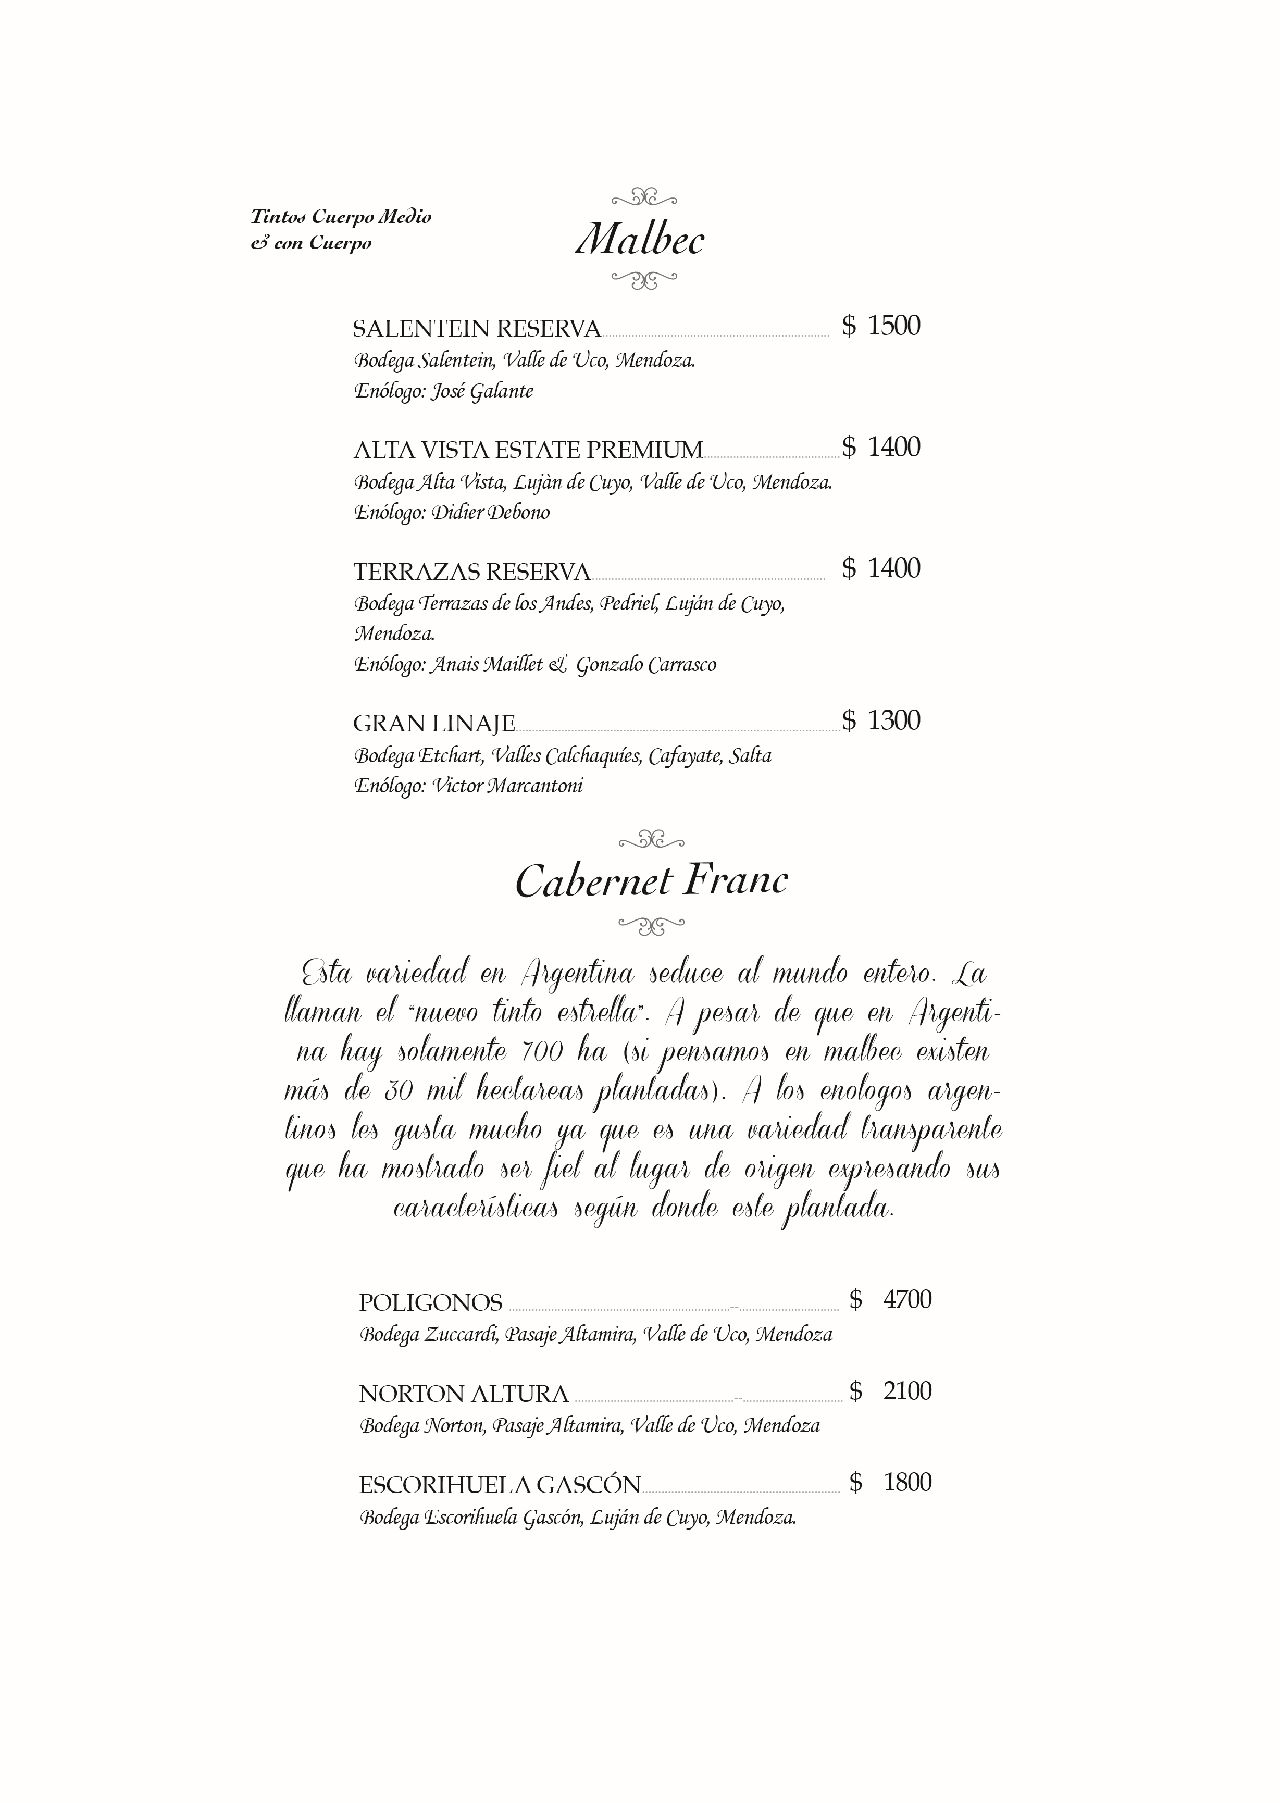 Tintos Cuerpo Medio
& con Cuerpo
Malbec
SALENTEIN RESERVA $ 1500
Bodega Salentein, Valle de Uco, Mendoza.
Enólogo: José Galante
ALTA VISTA ESTATE PREMIUM $ 1400
Bodega Alta Vista, Lujàn de Cuyo, Valle de Uco, Mendoza.
Enólogo: Didier Debono
TERRAZAS RESERVA $ 1400
Bodega Terrazas de los Andes, Pedriel, Luján de Cuyo,
Mendoza.
Enólogo: Anais Maillet & Gonzalo Carrasco
GRAN LINAJE $ 1300
Bodega Etchart, Valles Calchaquíes, Cafayate, Salta
Enólogo: Victor Marcantoni
Cabernet Franc
Esta variedad en Argentina seduce al mundo entero. La
llaman el “nuevo tinto estrella”. A pesar de que en Argenti-
na hay solamente 700 ha (si pensamos en malbec existen
más de 30 mil hectareas plantadas). A los enologos argen-
tinos les gusta mucho ya que es una variedad transparente
que ha mostrado ser fiel al lugar de origen expresando sus
características según donde este plantada.
POLIGONOS $ 4700
Bodega Zuccardi, Pasaje Altamira, Valle de Uco, Mendoza
NORTON ALTURA $ 2100
Bodega Norton, Pasaje Altamira, Valle de Uco, Mendoza
ESCORIHUELA GASCÓN $ 1800
Bodega Escorihuela Gascón, Luján de Cuyo, Mendoza.